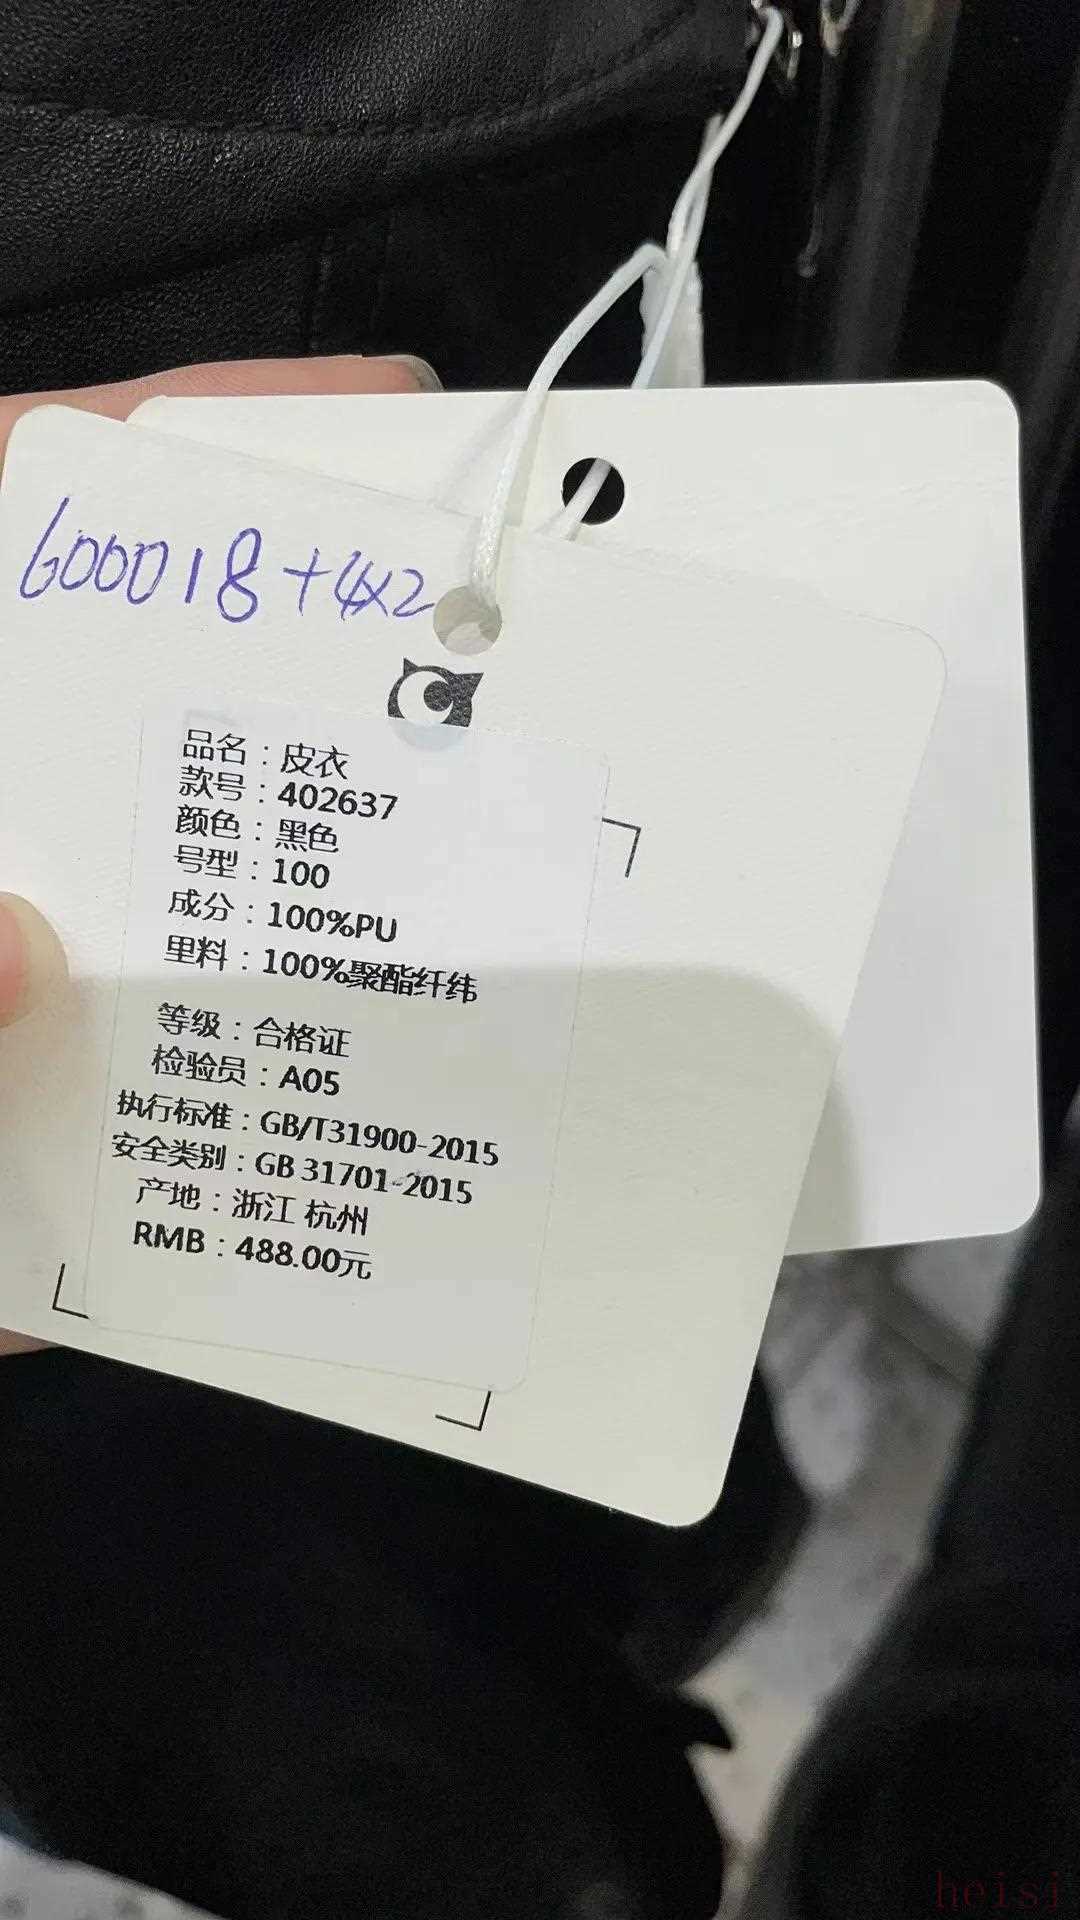 600018+4x2
品名：皮衣
款号：402637
颜色：黑色
号型：100
成分：100%PU
里料：100%聚酯纤纬
等级：合格证
检验员：A05
执行标准：GB/T31900-2015
安全类别：GB 31701-2015
产地：浙江 杭州
RMB：488.00元
heisi